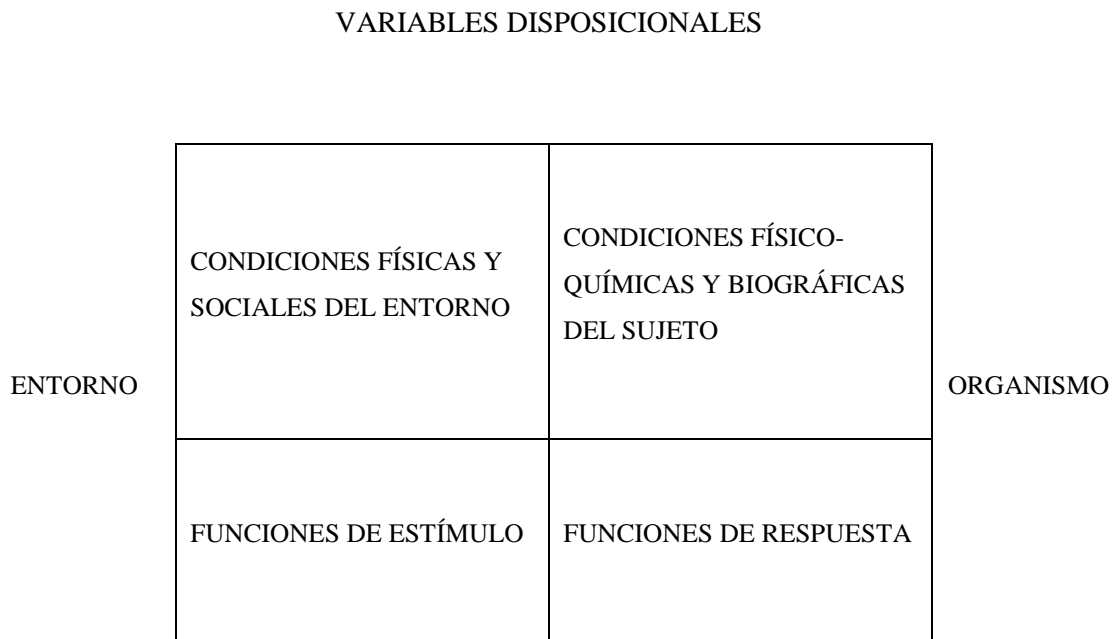 VARIABLES DISPOSICIONALES
CONDICIONES FÍSICAS Y
SOCIALES DEL ENTORNO
CONDICIONES FÍSICO-
QUÍMICAS Y BIOGRÁFICAS
DEL SUJETO
ENTORNO
ORGANISMO
FUNCIONES DE ESTÍMULO
FUNCIONES DE RESPUESTA